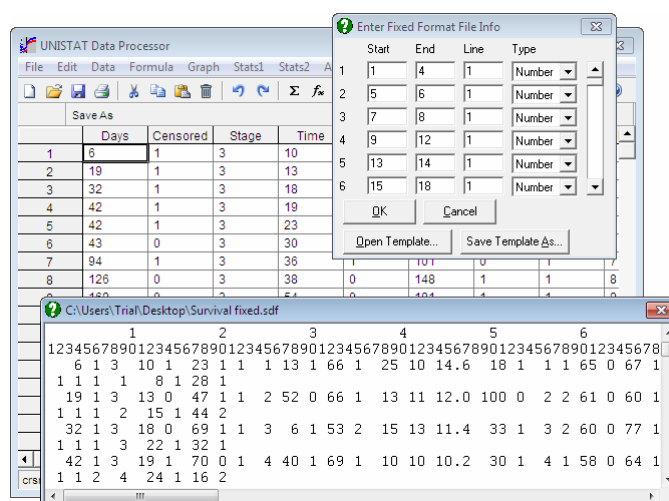 Enter Fixed Format File Info
Start End Line Type
1 1 4 1 Number
2 5 6 1 Number
3 7 8 1 Number
4 9 12 1 Number
5 13 14 1 Number
6 15 18 1 Number
OK Cancel
Open Template... Save Template As...
UNISTAT Data Processor
File Edit Data Formula Graph Stats1 Stats2
Save As
Days Censored Stage Time
1 6 1 3 10
2 19 1 3 13
3 32 1 3 18
4 42 1 3 19
5 42 1 3 23
6 43 0 3 30
7 94 1 3 36 1 101 0 1 7
8 126 0 3 38 0 148 1 1 8
C:\Users\Trial\Desktop\Survival fixed.sdf
1 2 3 4 5 6
12345678901234567890123456789012345678901234567890123456789012345678
6 1 3 10 1 23 1 1 1 13 1 66 1 25 10 14.6 18 1 1 1 65 0 67 1
1 1 1 1 8 1 28 1
19 1 3 13 0 47 1 1 2 52 0 66 1 13 11 12.0 100 0 2 2 61 0 60 1
1 1 1 2 15 1 44 2
32 1 3 18 0 69 1 1 3 6 1 53 2 15 13 11.4 33 1 3 2 60 0 77 1
1 1 1 3 22 1 32 1
42 1 3 19 1 70 0 1 4 40 1 69 1 10 10 10.2 30 1 4 1 58 0 64 1
1 1 2 4 24 1 16 2